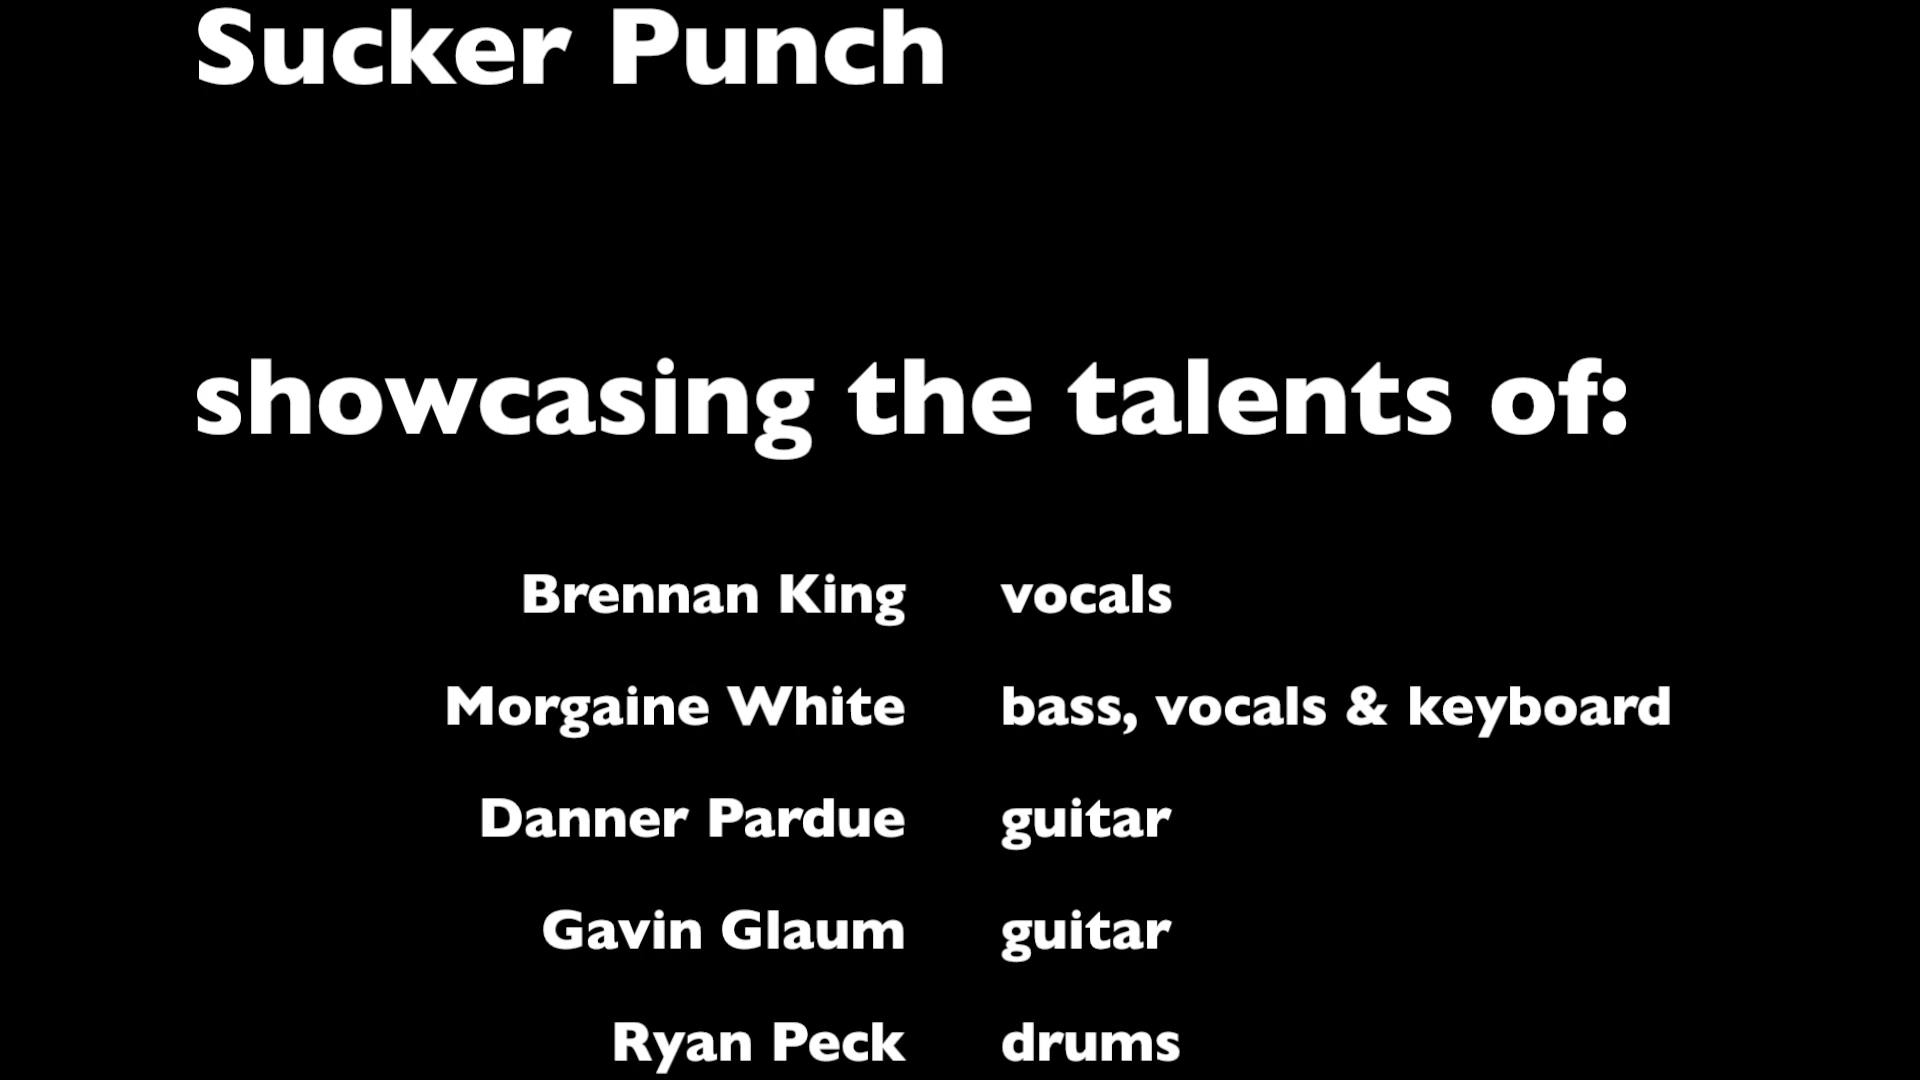 Sucker Punch
showcasing the talents of:
Brennan King vocals
Morgaine White bass, vocals & keyboard
Danner Pardue guitar
Gavin Glaum guitar
Ryan Peck drums